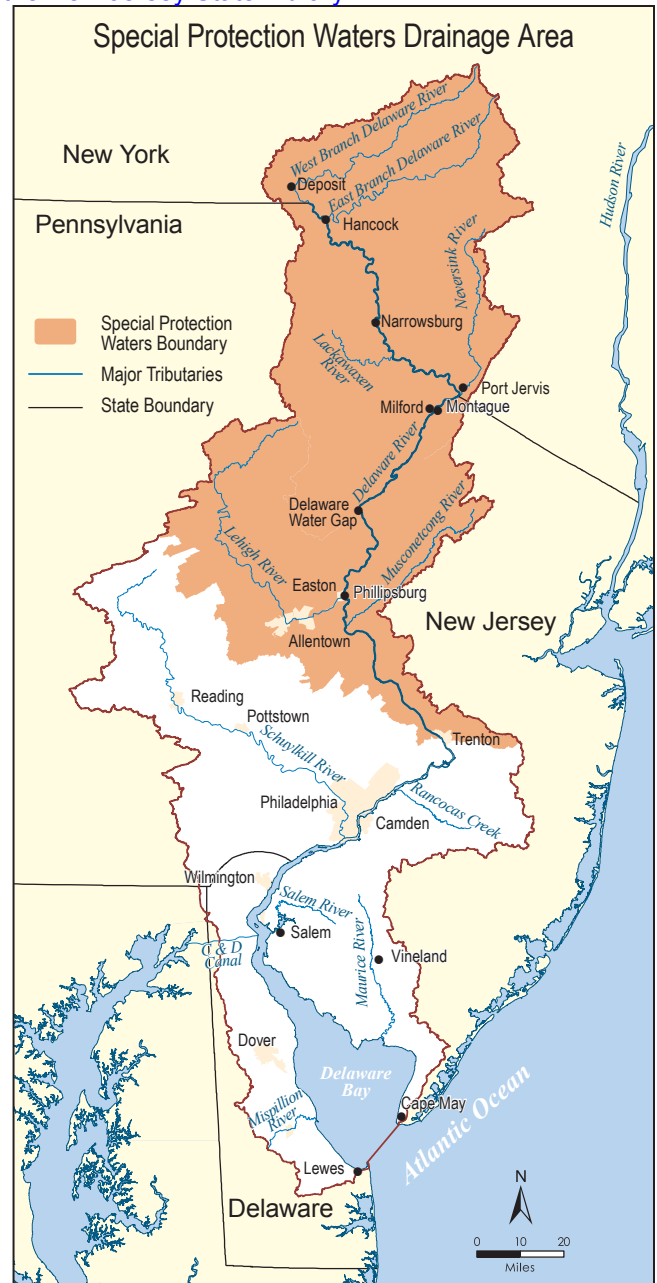 Special Protection Waters Drainage Area
New York
West Branch Delaware River
East Branch Delaware River
Hudson River
Deposit
Hancock
Pennsylvania
Neversink River
Special Protection
Waters Boundary
Major Tributaries
State Boundary
Narrowsburg
Lackawaxen
River
Port Jervis
Milford
Montague
Delaware River
Delaware
Water Gap
Musconetcong River
Lehigh River
Easton
Phillipsburg
New Jersey
Allentown
Reading
Pottstown
Trenton
Schuylkill River
Rancocas Creek
Philadelphia
Camden
Wilmington
Salem River
Salem
C & D
Canal
Maurice River
Vineland
Dover
Delaware
Bay
Mispillion
River
Cape May
Atlantic Ocean
Lewes
Delaware
N
0 10 20
Miles